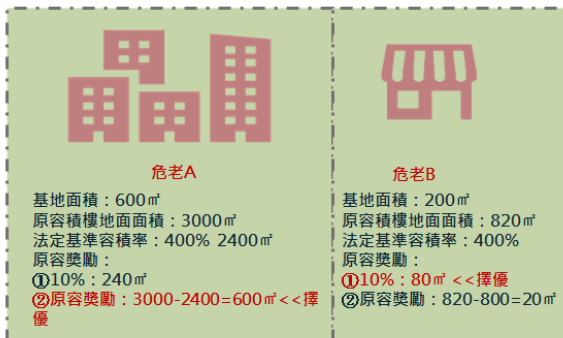 危老A
基地面積：600㎡
原容積樓地面面積：3000㎡
法定基準容積率：400% 2400㎡
原容獎勵：
①10%：240㎡
②原容獎勵：3000-2400=600㎡<<擇
優
危老B
基地面積：200㎡
原容積樓地面面積：820㎡
法定基準容積率：400%
原容獎勵：
①10%：80㎡ <<擇優
②原容獎勵：820-800=20㎡